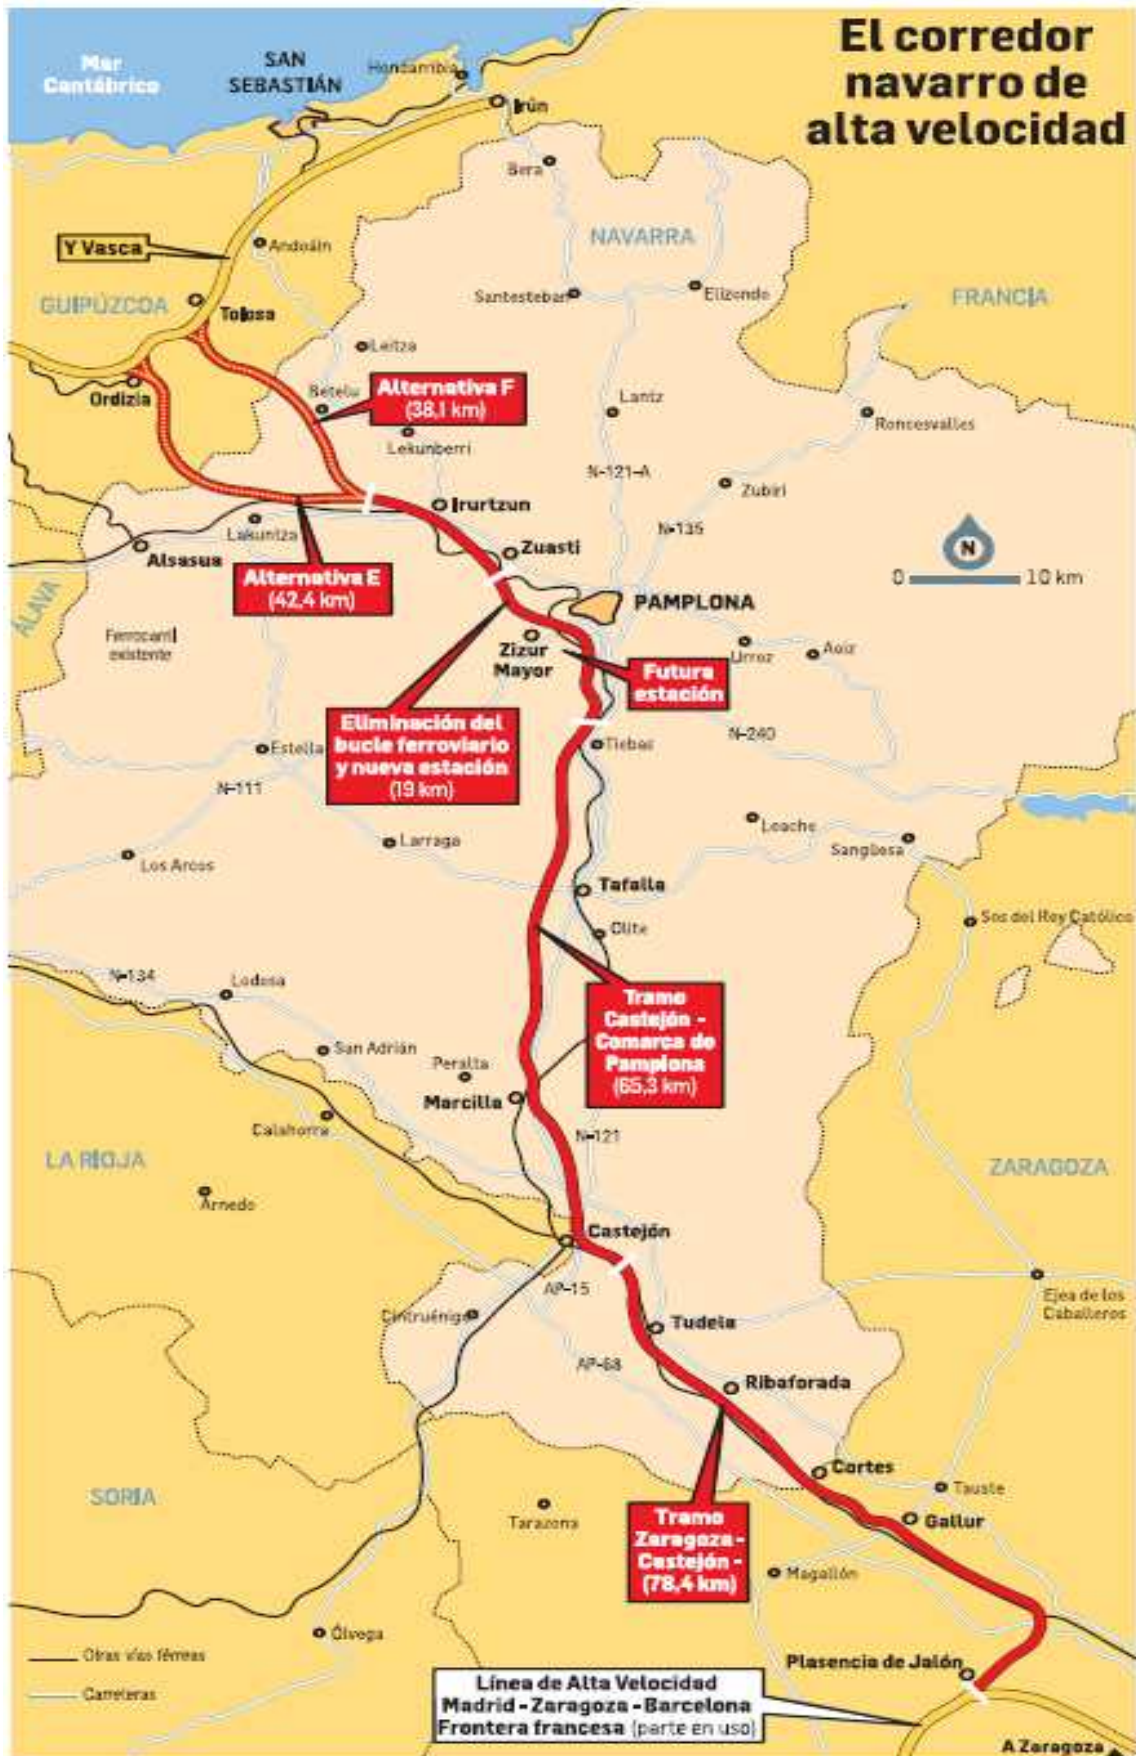 El corredor
navarro de
alta velocidad
Mar
Cantábrico
SAN
SEBASTIÁN
Hondarribia
Irún
Bera
NAVARRA
Y Vasca
Andoáin
GUIPÚZCOA
Tolosa
Santesteban
Elizondo
FRANCIA
Leitza
Ordizia
Betelu
Alternativa F
(38,1 km)
Lantz
Roncesvalles
Lekunberri
N-121-A
Zubiri
Irurtzun
N-135
Lakuntza
Alsasua
Zuasti
N
0
10 km
Alternativa E
(42,4 km)
ÁLAVA
PAMPLONA
Ferrocarril
existente
Zizur
Mayor
Urroz
Aoiz
Futura
estación
Eliminación del
bucle ferroviario
y nueva estación
(19 km)
N-240
Tiebas
Estella
N-111
Larraga
Leache
Sangüesa
Los Arcos
Tafalla
Olite
Sos del Rey Católico
N-134
Lodosa
Tramo
Castejón -
Comarca de
Pamplona
(65,3 km)
San Adrián
Peralta
Marcilla
Calahorra
N-121
LA RIOJA
ZARAGOZA
Arnedo
Castejón
AP-15
Ejea de los
Caballeros
Cintruénigo
Tudela
AP-68
Ribaforada
Cortes
SORIA
Tauste
Tarazona
Gallur
Tramo
Zaragoza -
Castejón -
(78,4 km)
Magallón
Ólvega
Otras vías férreas
Carreteras
Plasencia de Jalón
Línea de Alta Velocidad
Madrid - Zaragoza - Barcelona
Frontera francesa (parte en uso)
A Zaragoza